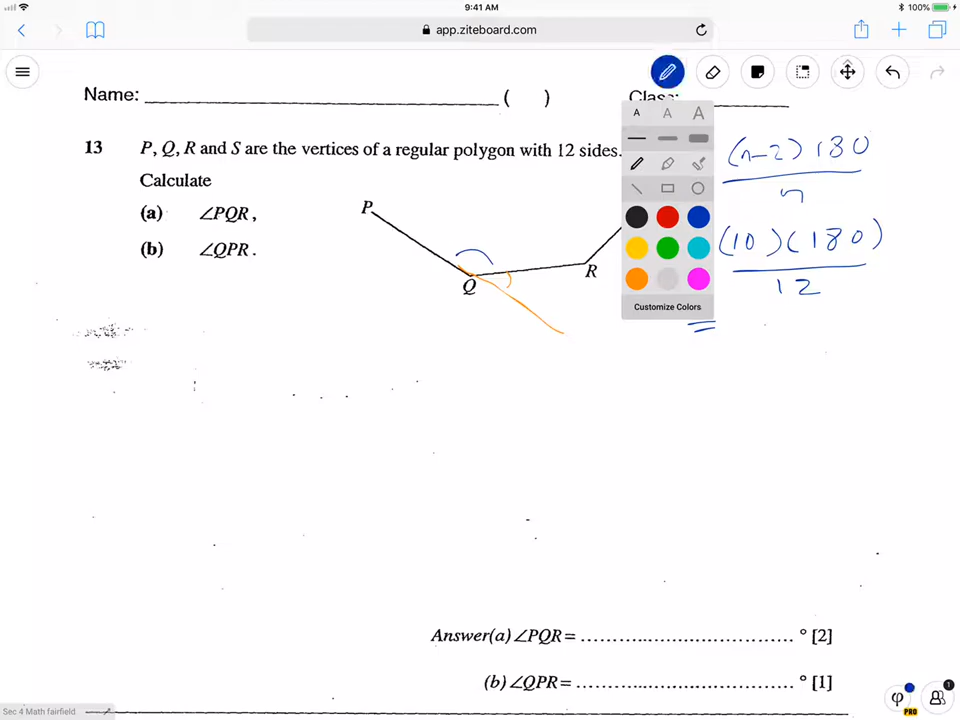 9:41 AM
100%
app.ziteboard.com
Name: ( ) Class:
A A A
13 P, Q, R and S are the vertices of a regular polygon with 12 sides.
Calculate
(a) ∠PQR,
(b) ∠QPR.
P
Q
R
(n-2)180
n
(10)(180)
12
Customize Colors
Answer(a) ∠PQR = ° [2]
(b) ∠QPR = ° [1]
Sec 4 Math fairfield
PRO
1